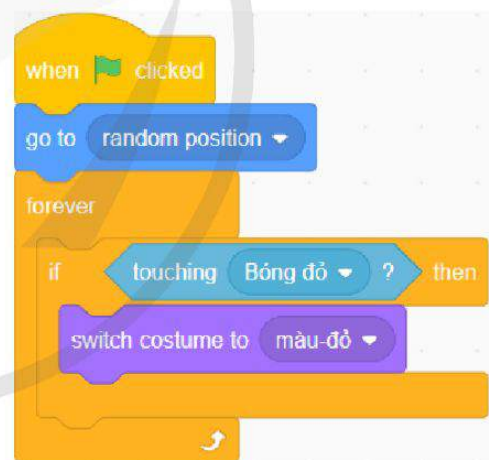 when clicked
go to random position
forever
if touching Bóng đỏ ? then
switch costume to màu-đỏ